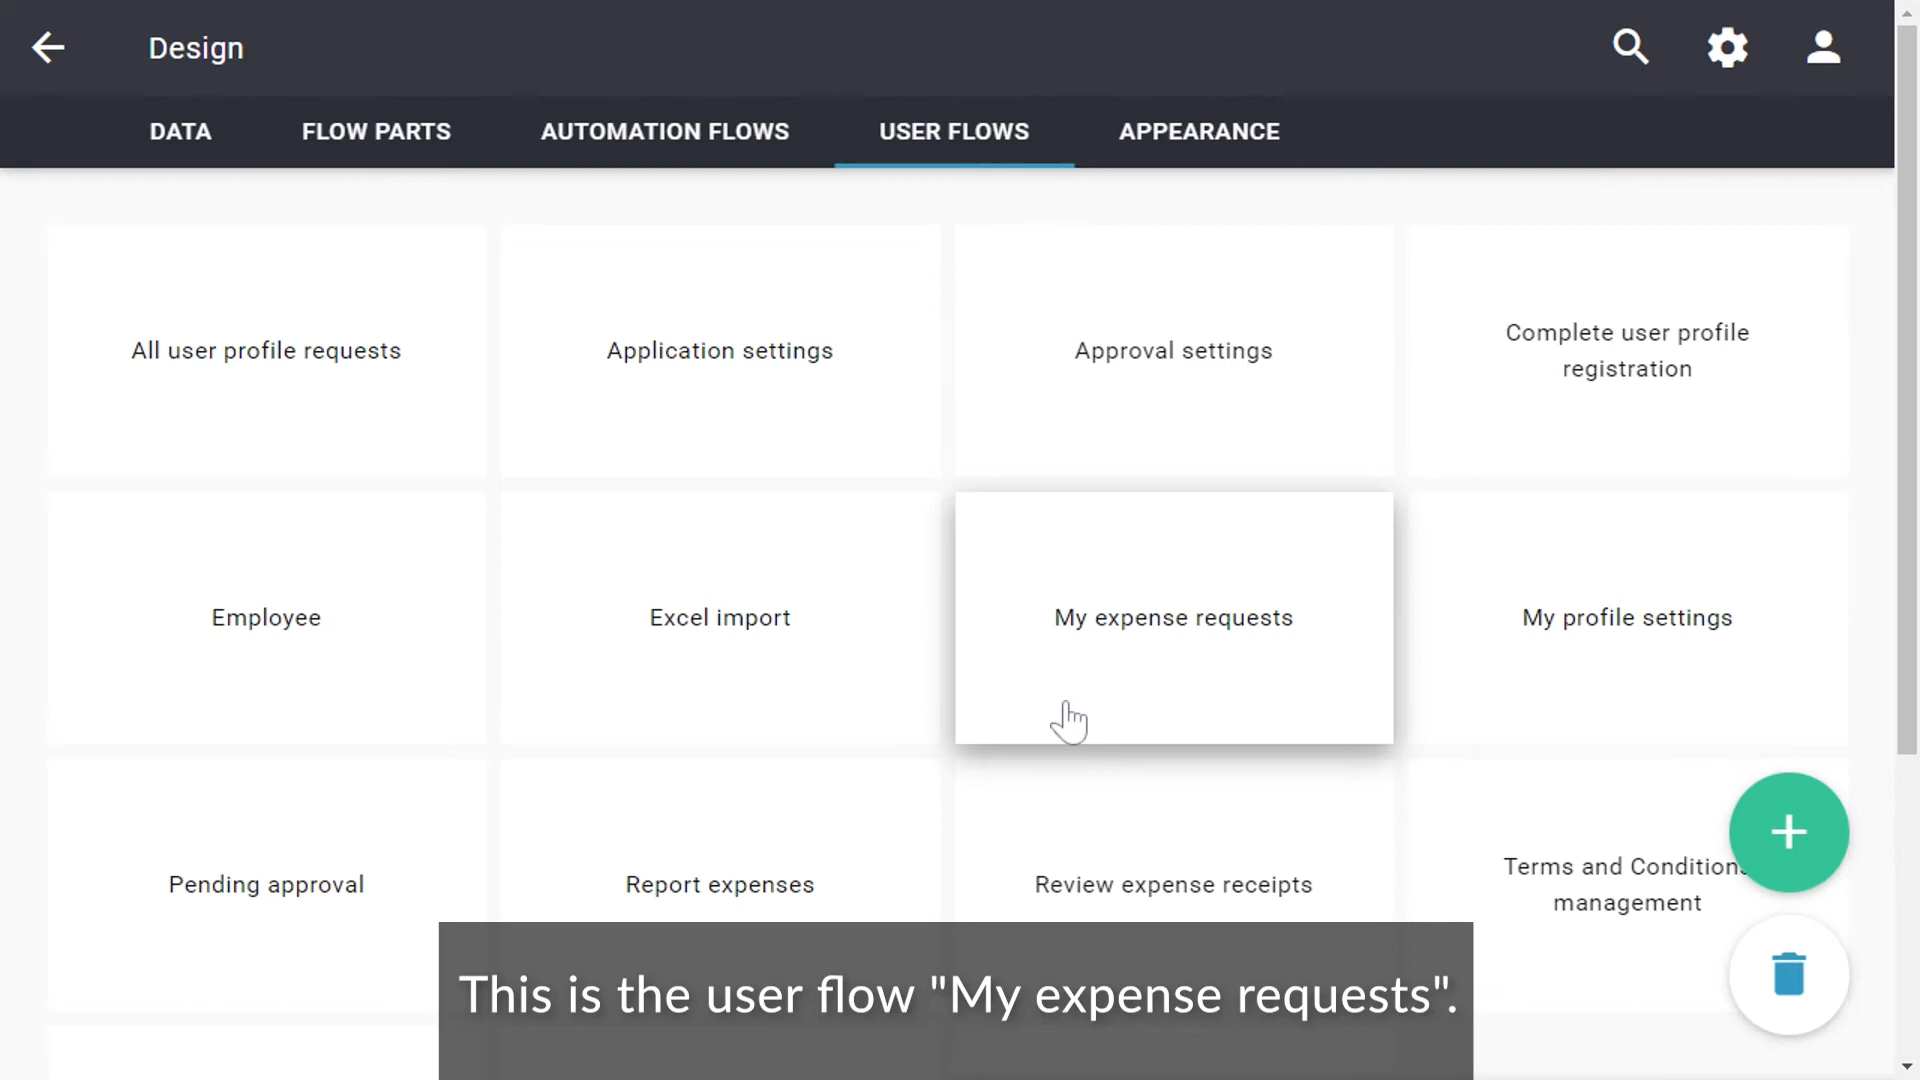 Design
DATA
FLOW PARTS
AUTOMATION FLOWS
USER FLOWS
APPEARANCE
All user profile requests
Application settings
Approval settings
Complete user profile
registration
Employee
Excel import
My expense requests
My profile settings
Pending approval
Report expenses
Review expense receipts
Terms and Conditions
management
This is the user flow "My expense requests".